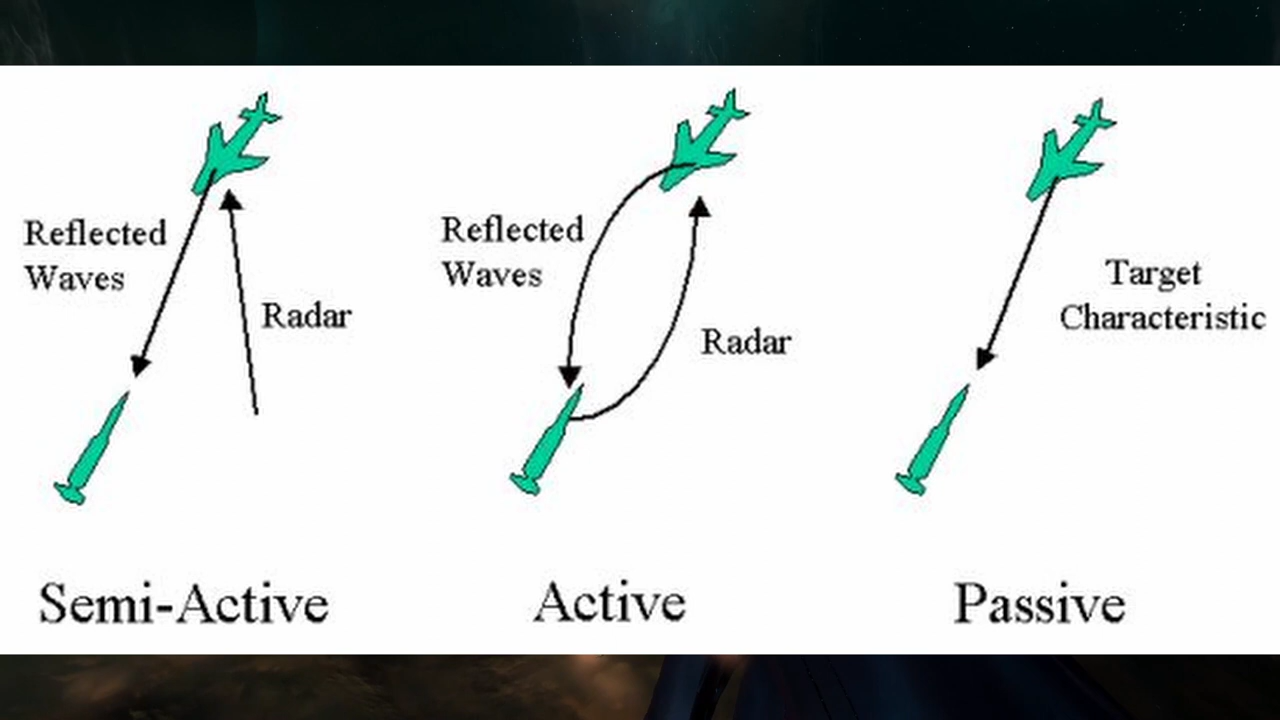 Reflected
Waves
Radar
Semi-Active
Reflected
Waves
Radar
Active
Target
Characteristic
Passive